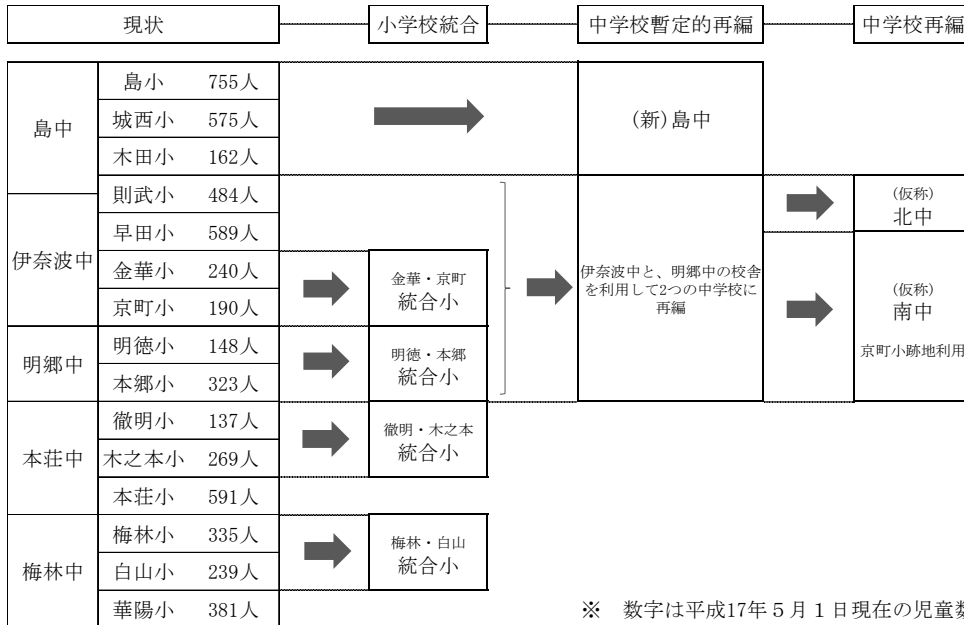 現状 小学校統合 中学校暫定的再編 中学校再編
島中
島小 755人
城西小 575人
木田小 162人
(新)島中
伊奈波中
則武小 484人
早田小 589人
金華小 240人
京町小 190人
金華・京町
統合小
伊奈波中と、明郷中の校舎
を利用して2つの中学校に
再編
(仮称)
北中
(仮称)
南中
京町小跡地利用
明郷中
明徳小 148人
本郷小 323人
明徳・本郷
統合小
本荘中
徹明小 137人
木之本小 269人
本荘小 591人
徹明・木之本
統合小
梅林中
梅林小 335人
白山小 239人
華陽小 381人
梅林・白山
統合小
※ 数字は平成17年5月1日現在の児童数